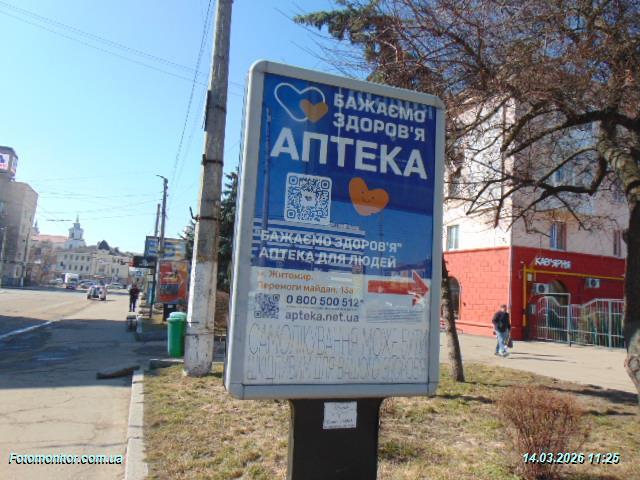 БАЖАЄМО
ЗДОРОВ'Я
АПТЕКА
"БАЖАЄМО ЗДОРОВ'Я"
АПТЕКА ДЛЯ ЛЮДЕЙ
м. Житомир,
Перемоги майдан, 13а
0 800 500 512*
apteka.net.ua
САМОЛІКУВАННЯ МОЖЕ БУТИ
ШКІДЛИВИМ ДЛЯ ВАШОГО ЗДОРОВ'Я
КАВ'ЯРНЯ
Fotomonitor.com.ua
14.03.2026 11:25